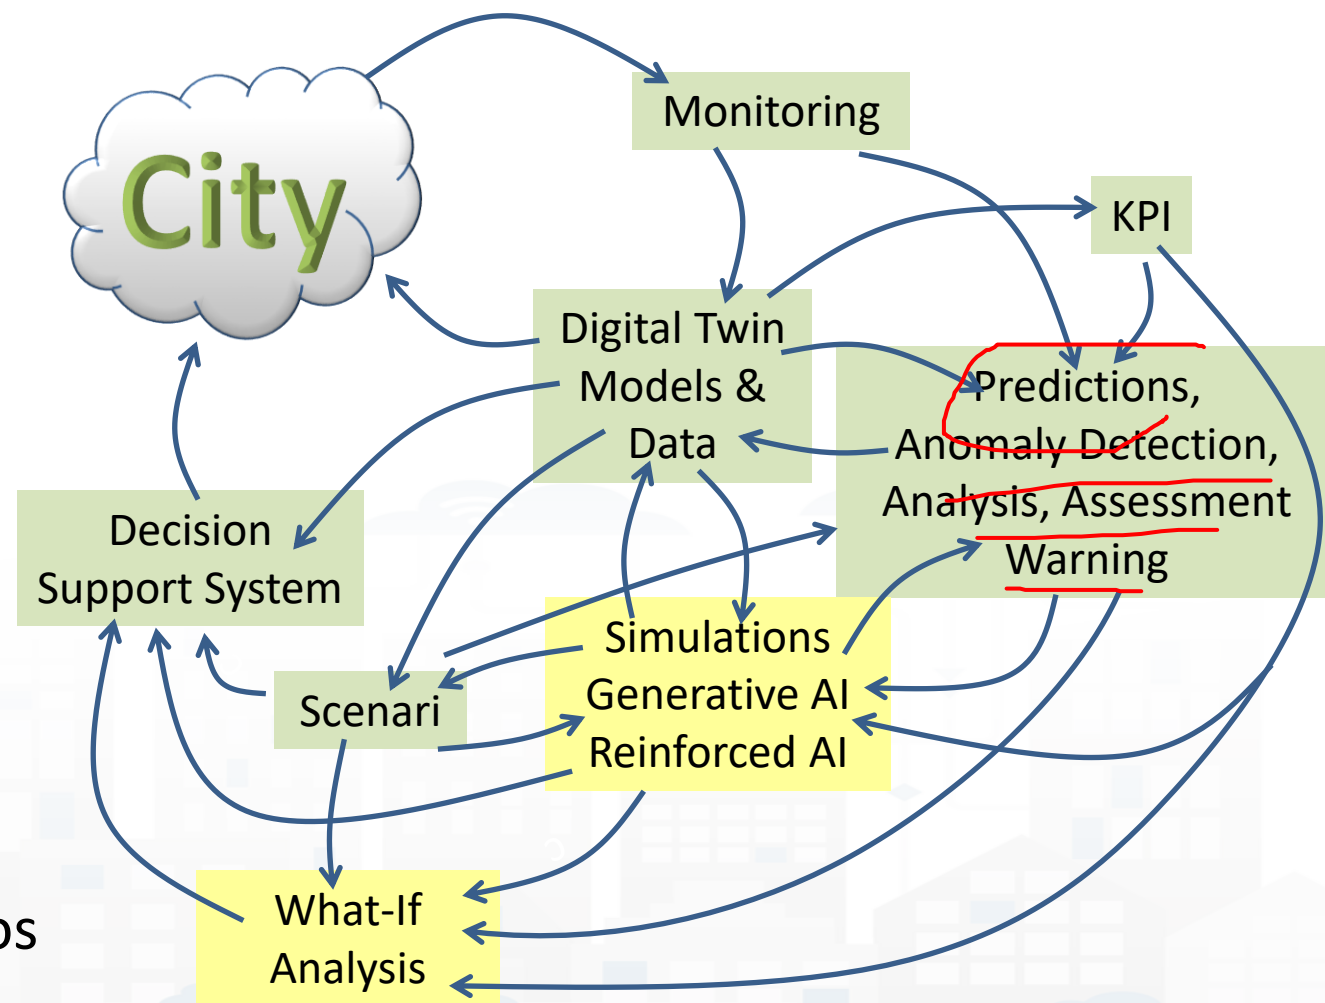 City
Monitoring
KPI
Digital Twin
Models &
Data
Predictions,
Anomaly Detection,
Analysis, Assessment
Warning
Decision
Support System
Simulations
Generative AI
Reinforced AI
Scenari
What-If
Analysis